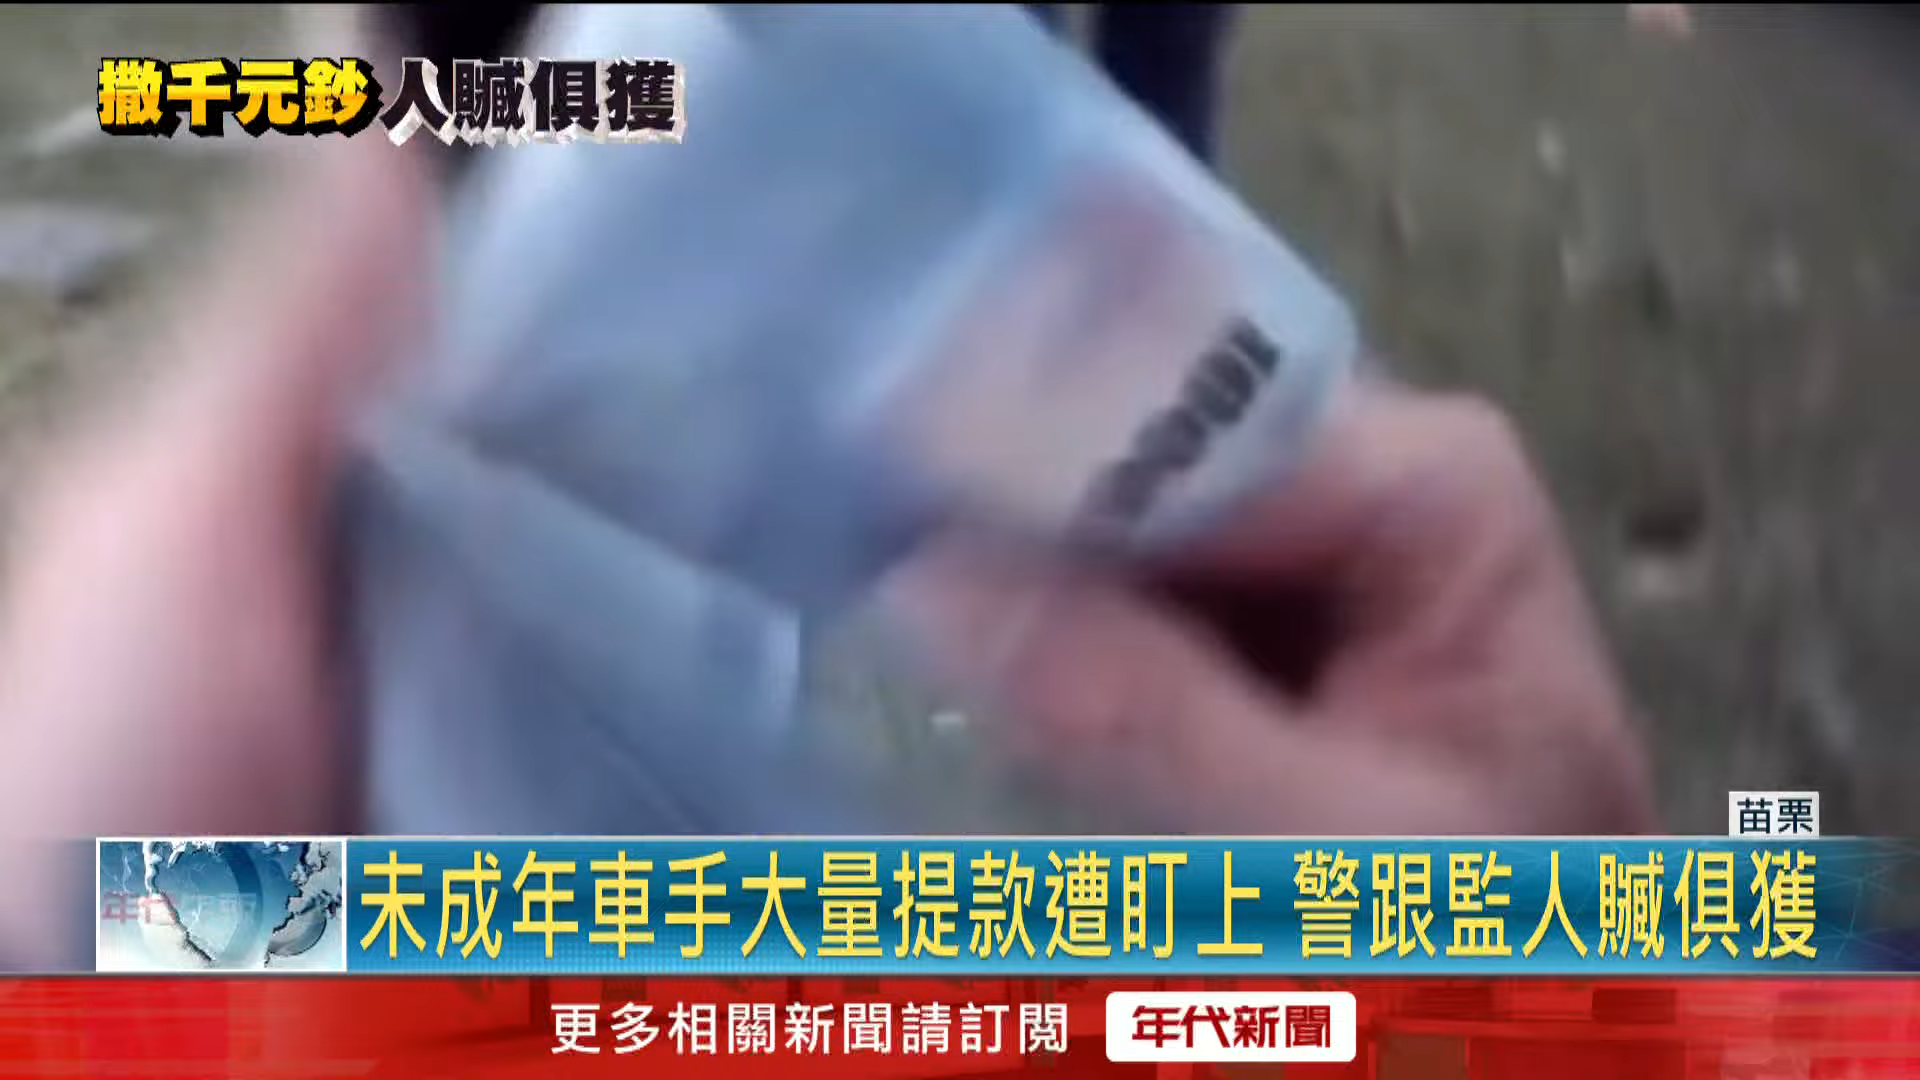 撒千元鈔 人贓俱獲
苗栗
未成年車手大量提款遭盯上 警跟監人贓俱獲
更多相關新聞請訂閱 年代新聞